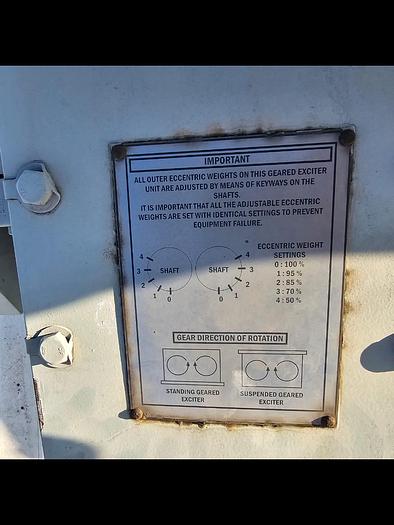 IMPORTANT
ALL OUTER ECCENTRIC WEIGHTS ON THIS GEARED EXCITER
UNIT ARE ADJUSTED BY MEANS OF KEYWAYS ON THE
SHAFTS.
IT IS IMPORTANT THAT ALL THE ADJUSTABLE ECCENTRIC
WEIGHTS ARE SET WITH IDENTICAL SETTINGS TO PREVENT
EQUIPMENT FAILURE.
4
3
2
1
0
SHAFT
SHAFT
4
3
2
1
0
ECCENTRIC WEIGHT
SETTINGS
0 : 100 %
1 : 95 %
2 : 85 %
3 : 70 %
4 : 50 %
GEAR DIRECTION OF ROTATION
STANDING GEARED
EXCITER
SUSPENDED GEARED
EXCITER